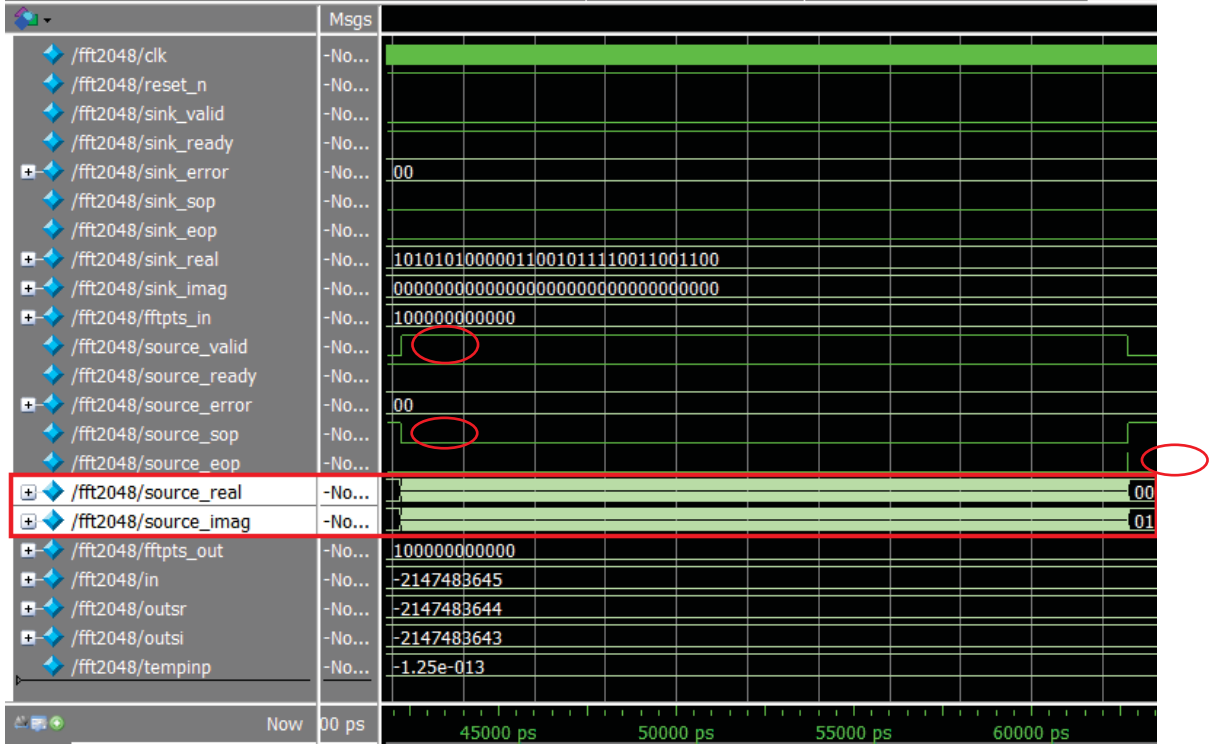 Msgs
/fft2048/clk -No...
/fft2048/reset_n -No...
/fft2048/sink_valid -No...
/fft2048/sink_ready -No...
/fft2048/sink_error -No... 00
/fft2048/sink_sop -No...
/fft2048/sink_eop -No...
/fft2048/sink_real -No... 10101010000011001011110011001100
/fft2048/sink_imag -No... 00000000000000000000000000000000
/fft2048/fftpts_in -No... 100000000000
/fft2048/source_valid -No...
/fft2048/source_ready -No...
/fft2048/source_error -No... 00
/fft2048/source_sop -No...
/fft2048/source_eop -No...
/fft2048/source_real -No... 00
/fft2048/source_imag -No... 01
/fft2048/fftpts_out -No... 100000000000
/fft2048/in -No... -2147483645
/fft2048/outsr -No... -2147483644
/fft2048/outsi -No... -2147483643
/fft2048/tempinp -No... -1.25e-013
Now 00 ps 45000 ps 50000 ps 55000 ps 60000 ps